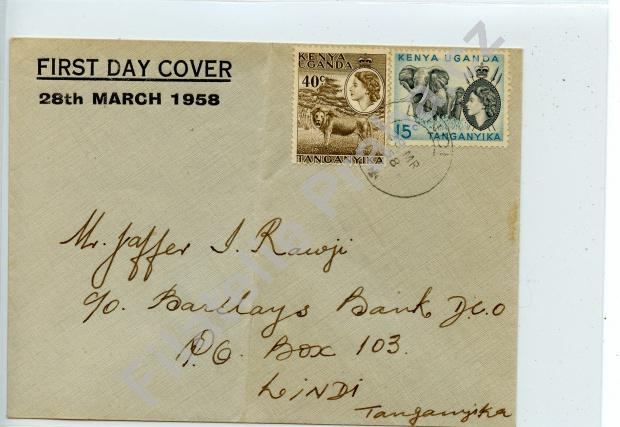 FIRST DAY COVER
28th MARCH 1958
KENYA
UGANDA
40c
TANGANYIKA
KENYA UGANDA
15c
TANGANYIKA
MR
Mr. Jaffer I. Rawji
c/o Barclays Bank D.C.O
P.O. Box 103.
LINDI
Tanganyika